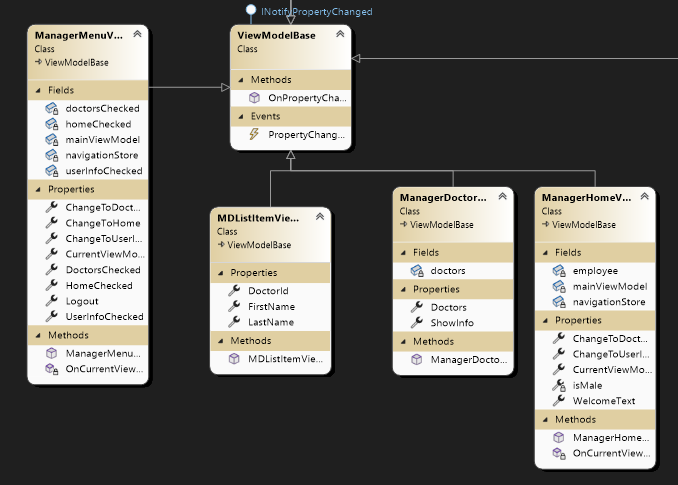 INotifyPropertyChanged
ManagerMenuV...
Class
ViewModelBase
Fields
doctorsChecked
homeChecked
mainViewModel
navigationStore
userInfoChecked
Properties
ChangeToDoct...
ChangeToHome
ChangeToUserI...
CurrentViewMo...
DoctorsChecked
HomeChecked
Logout
UserInfoChecked
Methods
ManagerMenu...
OnCurrentView...
ViewModelBase
Class
Methods
OnPropertyCha...
Events
PropertyChang...
MDListItemVie...
Class
ViewModelBase
Properties
DoctorId
FirstName
LastName
Methods
MDListItemVie...
ManagerDoctor...
Class
ViewModelBase
Fields
doctors
Properties
Doctors
ShowInfo
Methods
ManagerDocto...
ManagerHomeV...
Class
ViewModelBase
Fields
employee
mainViewModel
navigationStore
Properties
ChangeToDoct...
ChangeToUserI...
CurrentViewMo...
isMale
WelcomeText
Methods
ManagerHome...
OnCurrentView...